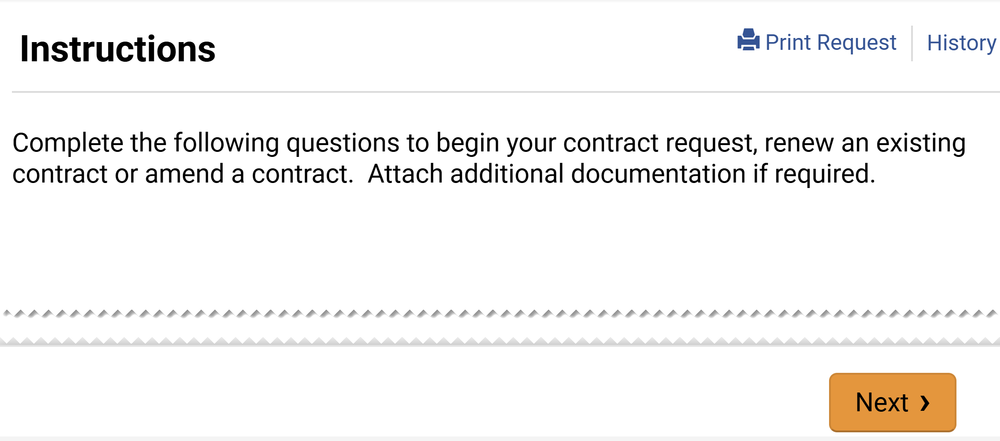 Instructions
Print Request
History
Complete the following questions to begin your contract request, renew an existing
contract or amend a contract.  Attach additional documentation if required.
Next ›